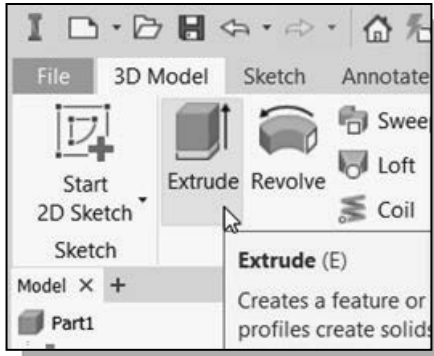 File 3D Model Sketch Annotate
Start
2D Sketch
Extrude Revolve
Loft
Coil
Sketch
Model × +
Extrude (E)
Part1
Creates a feature or
profiles create solids